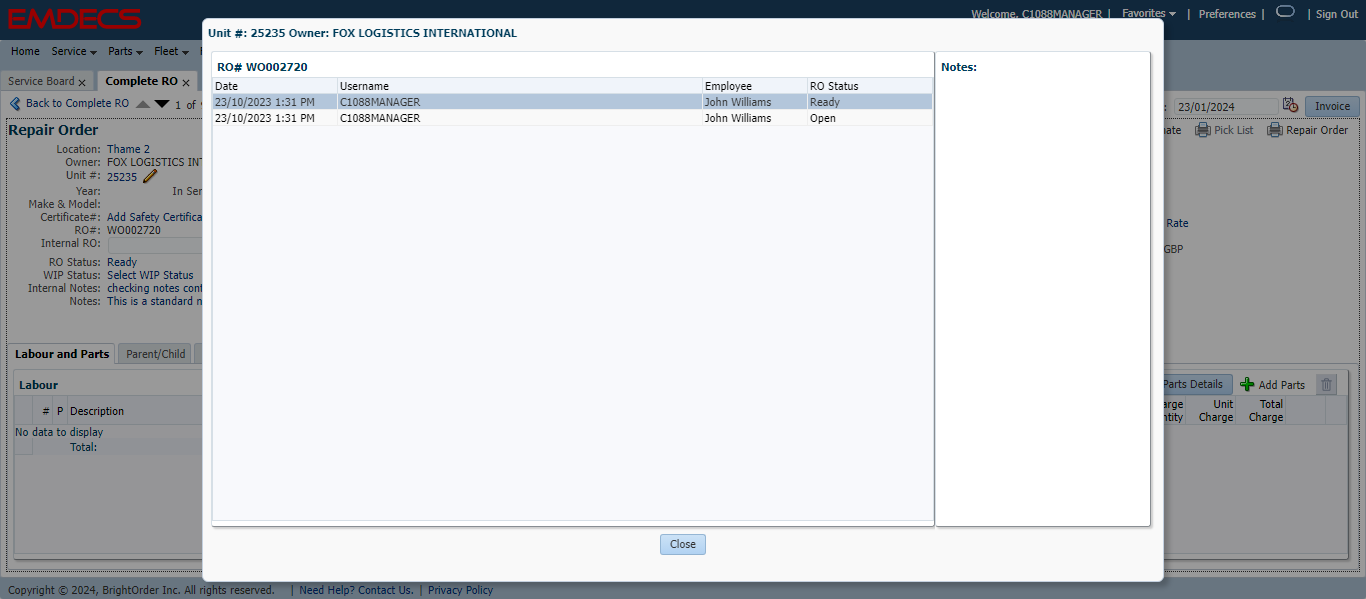 EMDECS
Welcome, C1088MANAGER | Favorites | Preferences | Sign Out
Home Service Parts Fleet
Service Board x Complete RO x
Back to Complete RO 1 of
23/01/2024 Invoice
Pick List Repair Order
Repair Order
Location: Thame 2
Owner: FOX LOGISTICS INT
Unit #: 25235
Year: In Ser
Make & Model:
Certificate#: Add Safety Certifica
RO#: WO002720
Internal RO:
RO Status: Ready
WIP Status: Select WIP Status
Internal Notes: checking notes cont
Notes: This is a standard n
Rate
GBP
Labour and Parts Parent/Child
Labour
# P Description
No data to display
Total:
Parts Details Add Parts
arge Unit Total
ntity Charge Charge
Unit #: 25235 Owner: FOX LOGISTICS INTERNATIONAL
RO# WO002720
Date Username Employee RO Status
23/10/2023 1:31 PM C1088MANAGER John Williams Ready
23/10/2023 1:31 PM C1088MANAGER John Williams Open
Notes:
Close
Copyright © 2024, BrightOrder Inc. All rights reserved. | Need Help? Contact Us. | Privacy Policy